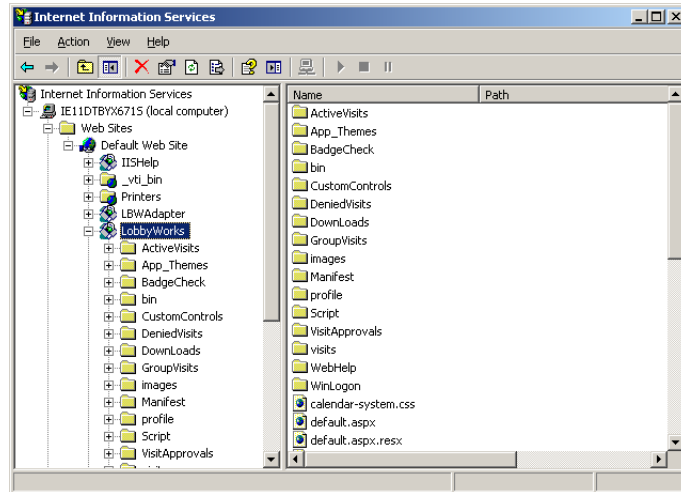 Internet Information Services
File Action View Help
Internet Information Services
IE11DTBYX671S (local computer)
Web Sites
Default Web Site
IISHelp
_vti_bin
Printers
LBWAdapter
LobbyWorks
ActiveVisits
App_Themes
BadgeCheck
bin
CustomControls
DeniedVisits
DownLoads
GroupVisits
images
Manifest
profile
Script
VisitApprovals
Name Path
ActiveVisits
App_Themes
BadgeCheck
bin
CustomControls
DeniedVisits
DownLoads
GroupVisits
images
Manifest
profile
Script
VisitApprovals
visits
WebHelp
WinLogon
calendar-system.css
default.aspx
default.aspx.resx